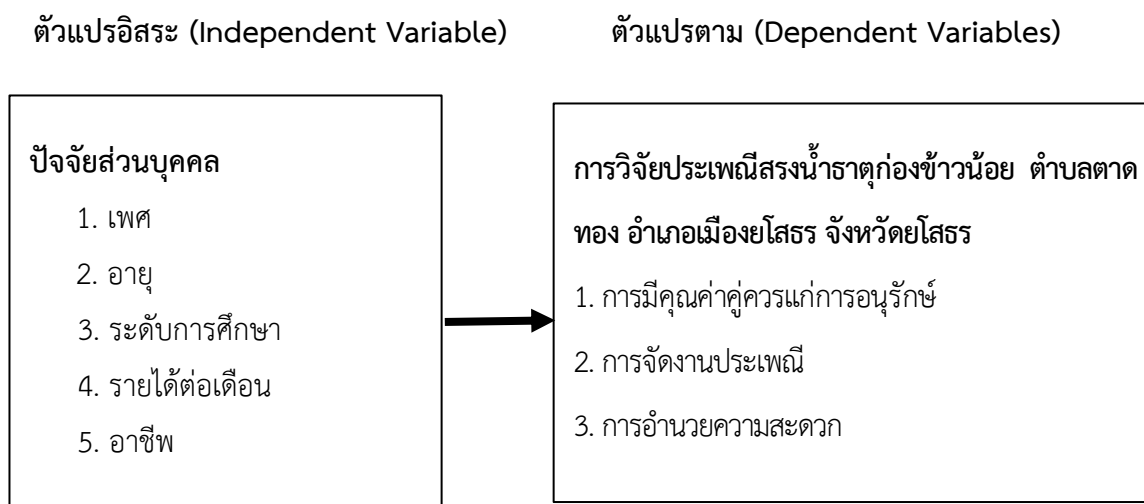 ตัวแปรอิสระ (Independent Variable)
ตัวแปรตาม (Dependent Variables)
ปัจจัยส่วนบุคคล
1. เพศ
2. อายุ
3. ระดับการศึกษา
4. รายได้ต่อเดือน
5. อาชีพ
การวิจัยประเพณีสรงน้ำธาตุก่องข้าวน้อย ตำบลตาด
ทอง อำเภอเมืองยโสธร จังหวัดยโสธร
1. การมีคุณค่าคู่ควรแก่การอนุรักษ์
2. การจัดงานประเพณี
3. การอำนวยความสะดวก